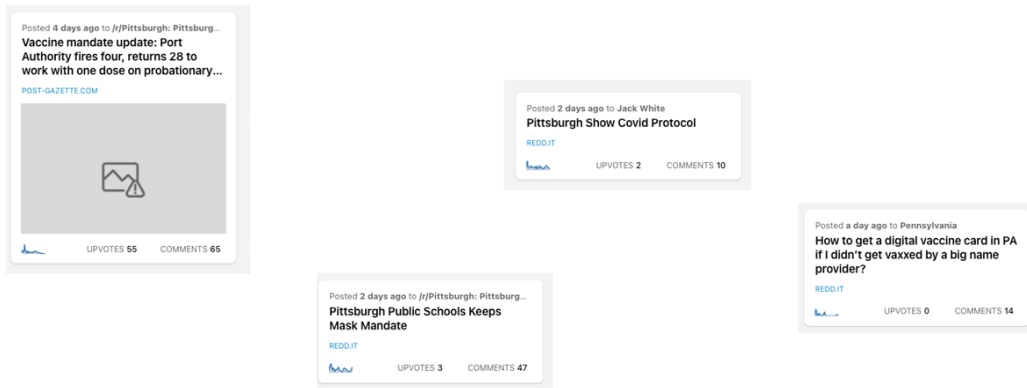 Posted 4 days ago to /r/Pittsburgh: Pittsburg...
Vaccine mandate update: Port
Authority fires four, returns 28 to
work with one dose on probationary...
POST-GAZETTE.COM
UPVOTES 55 COMMENTS 65
Posted 2 days ago to /r/Pittsburgh: Pittsburg...
Pittsburgh Public Schools Keeps
Mask Mandate
REDD.IT
UPVOTES 3 COMMENTS 47
Posted 2 days ago to Jack White
Pittsburgh Show Covid Protocol
REDD.IT
UPVOTES 2 COMMENTS 10
Posted a day ago to Pennsylvania
How to get a digital vaccine card in PA
if I didn't get vaxxed by a big name
provider?
REDD.IT
UPVOTES 0 COMMENTS 14